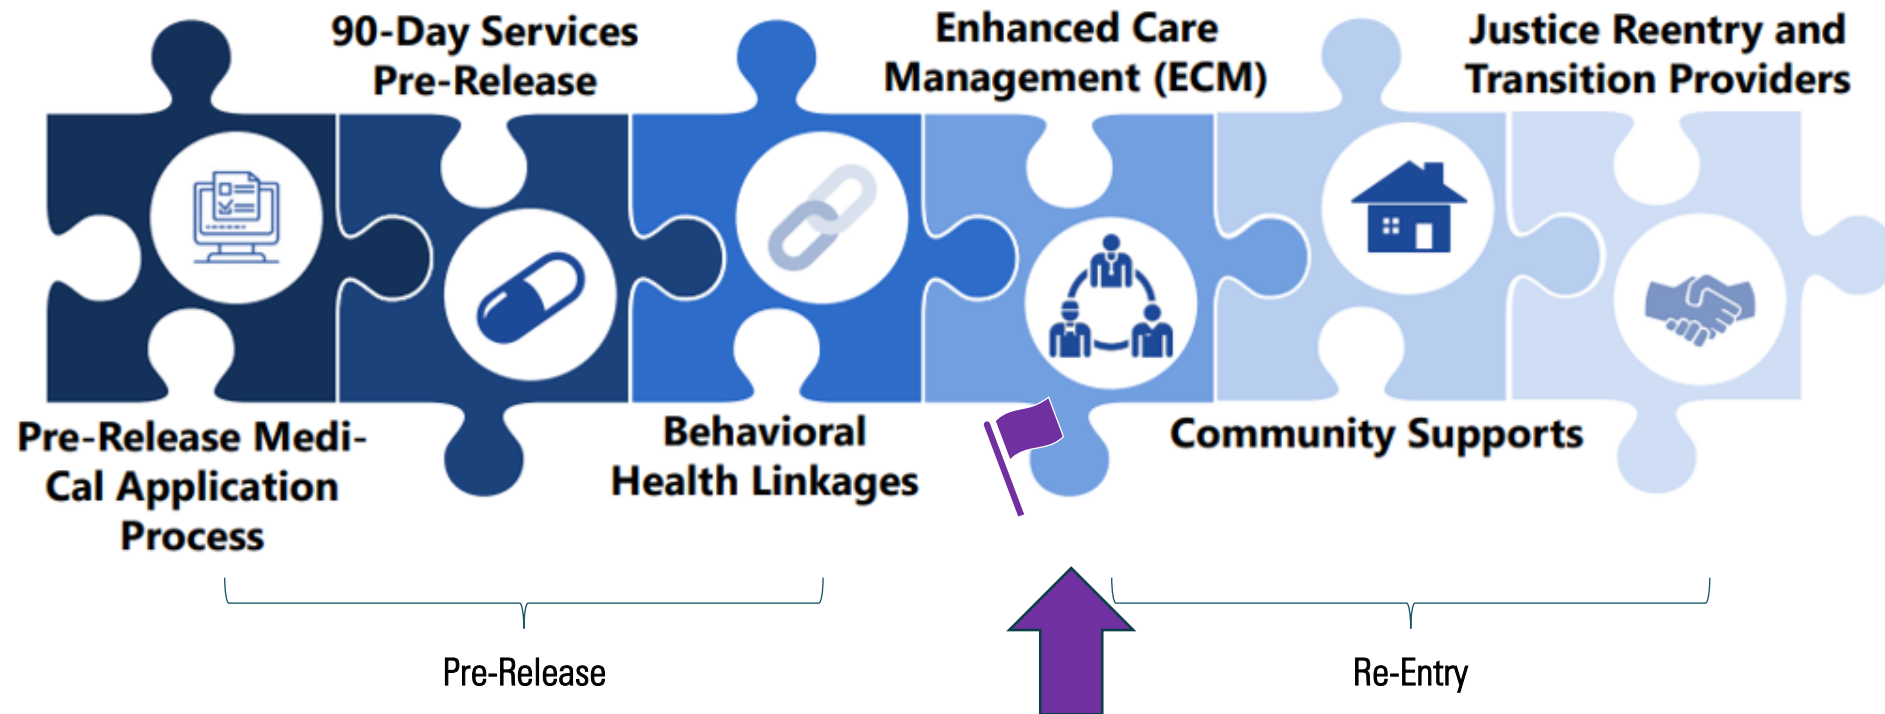 90-Day Services
Pre-Release
Enhanced Care
Management (ECM)
Justice Reentry and
Transition Providers
Pre-Release Medi-
Cal Application
Process
Behavioral
Health Linkages
Community Supports
Pre-Release
Re-Entry